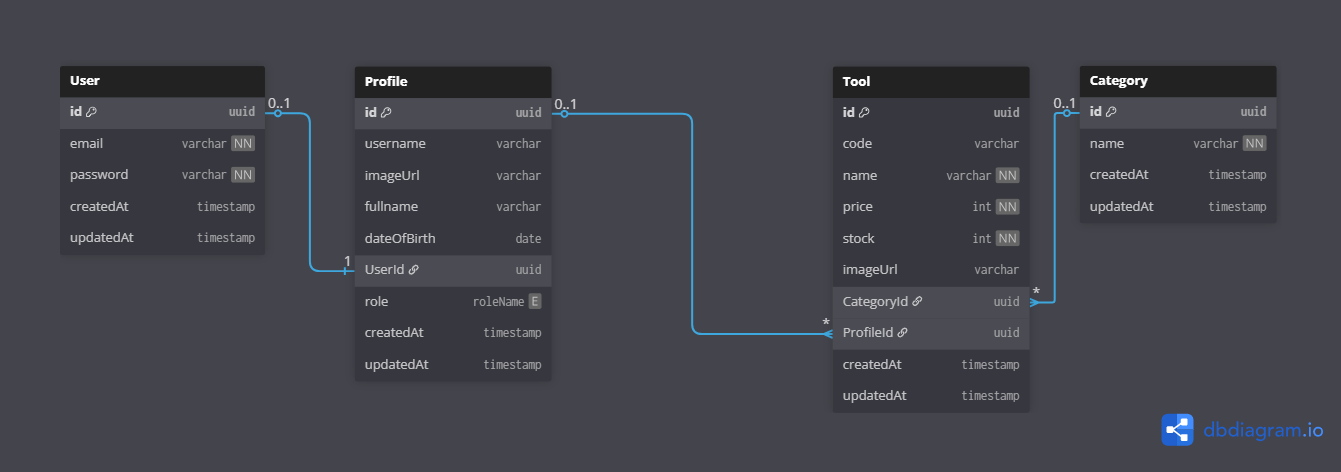 User
id uuid
email varchar NN
password varchar NN
createdAt timestamp
updatedAt timestamp
0..1
1
Profile
id uuid
username varchar
imageUrl varchar
fullname varchar
dateOfBirth date
UserId uuid
role roleName E
createdAt timestamp
updatedAt timestamp
0..1
*
Tool
id uuid
code varchar
name varchar NN
price int NN
stock int NN
imageUrl varchar
CategoryId uuid
ProfileId uuid
createdAt timestamp
updatedAt timestamp
*
0..1
Category
id uuid
name varchar NN
createdAt timestamp
updatedAt timestamp
dbdiagram.io